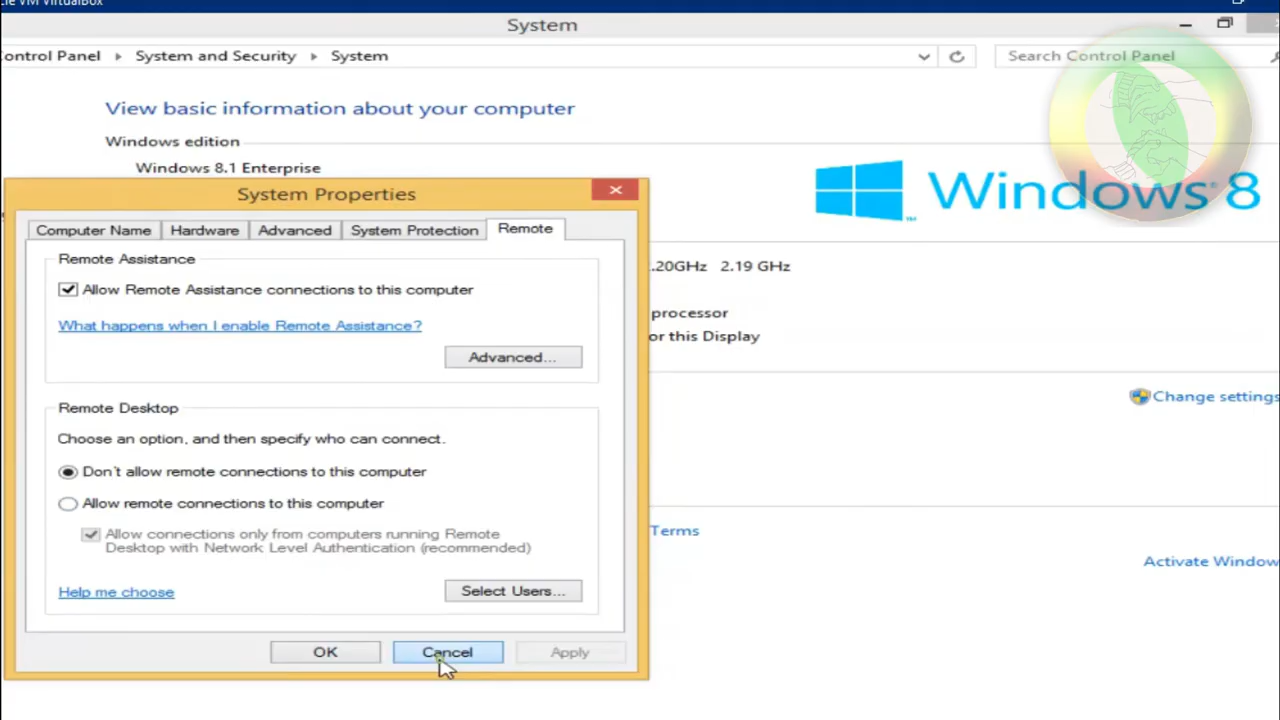 cle VM VirtualBox
System
Control Panel System and Security System
Search Control Panel
View basic information about your computer
Windows edition
Windows 8.1 Enterprise
Windows 8
System Properties
Computer Name Hardware Advanced System Protection Remote
Remote Assistance
.20GHz 2.19 GHz
Allow Remote Assistance connections to this computer
processor
What happens when I enable Remote Assistance?
or this Display
Advanced...
Change settings
Remote Desktop
Choose an option, and then specify who can connect.
Don't allow remote connections to this computer
Allow remote connections to this computer
Allow connections only from computers running Remote
Desktop with Network Level Authentication (recommended)
Terms
Activate Window
Help me choose
Select Users...
OK Cancel Apply